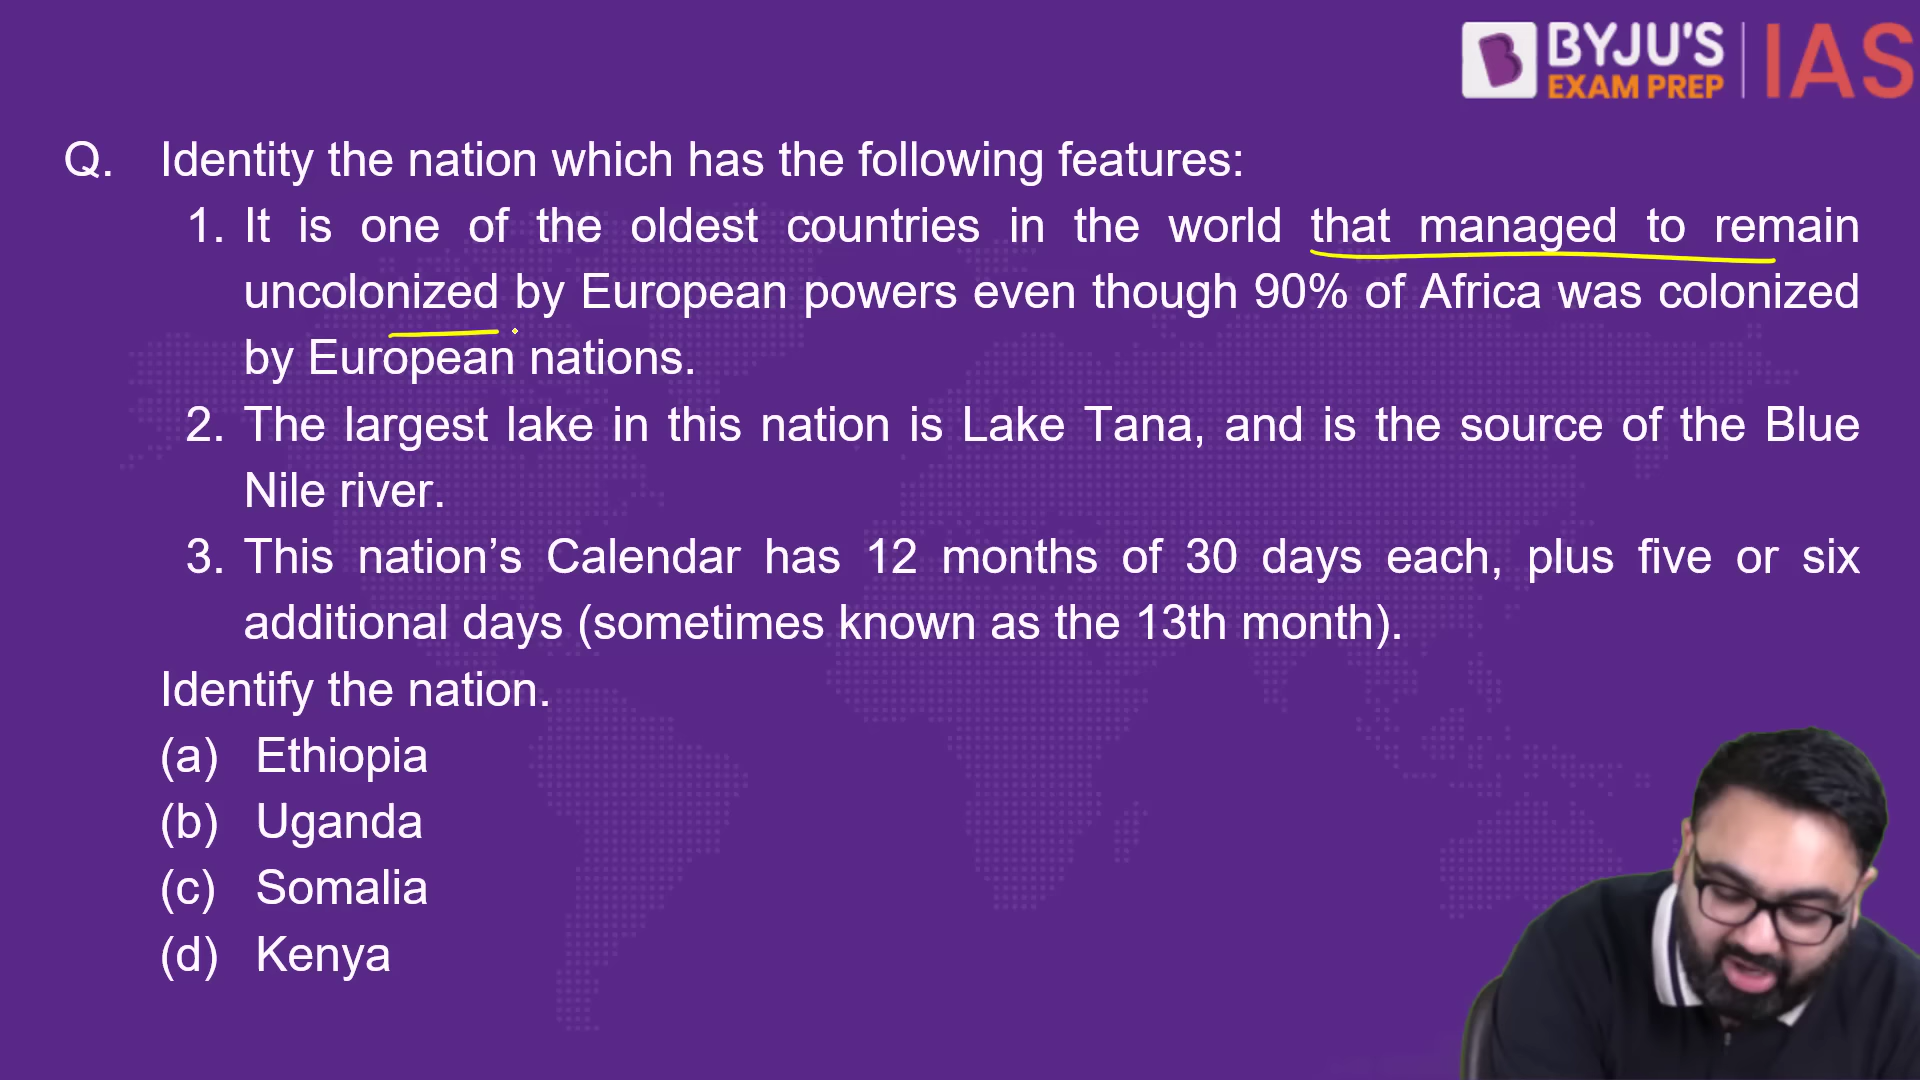 BYJU'S
EXAM PREP
IAS
Q. Identity the nation which has the following features:
1. It is one of the oldest countries in the world that managed to remain
uncolonized by European powers even though 90% of Africa was colonized
by European nations.
2. The largest lake in this nation is Lake Tana, and is the source of the Blue
Nile river.
3. This nation’s Calendar has 12 months of 30 days each, plus five or six
additional days (sometimes known as the 13th month).
Identify the nation.
(a) Ethiopia
(b) Uganda
(c) Somalia
(d) Kenya